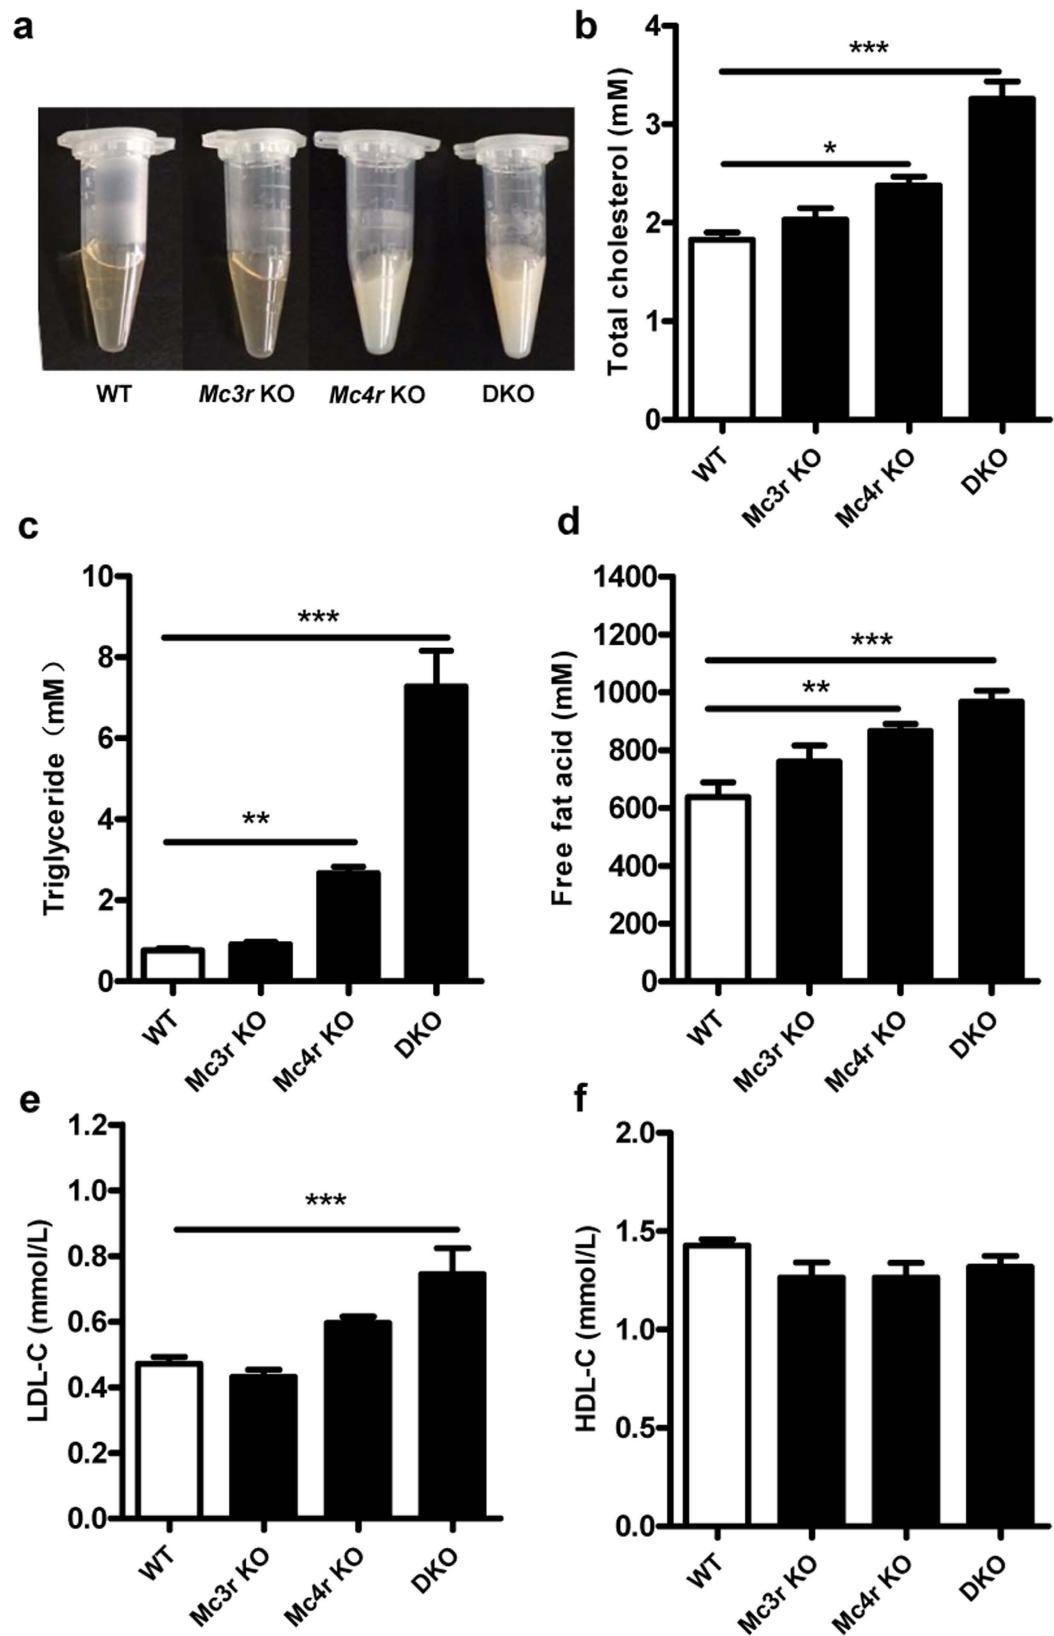 a
WT
Mc3r KO
Mc4r KO
DKO
b
Total cholesterol (mM)
4
3
2
1
0
***
*
WT
Mc3r KO
Mc4r KO
DKO
c
Triglyceride（mM）
10
8
6
4
2
0
***
**
WT
Mc3r KO
Mc4r KO
DKO
d
Free fat acid (mM)
1400
1200
1000
800
600
400
200
0
***
**
WT
Mc3r KO
Mc4r KO
DKO
e
LDL-C (mmol/L)
1.2
1.0
0.8
0.6
0.4
0.2
0.0
***
WT
Mc3r KO
Mc4r KO
DKO
f
HDL-C (mmol/L)
2.0
1.5
1.0
0.5
0.0
WT
Mc3r KO
Mc4r KO
DKO